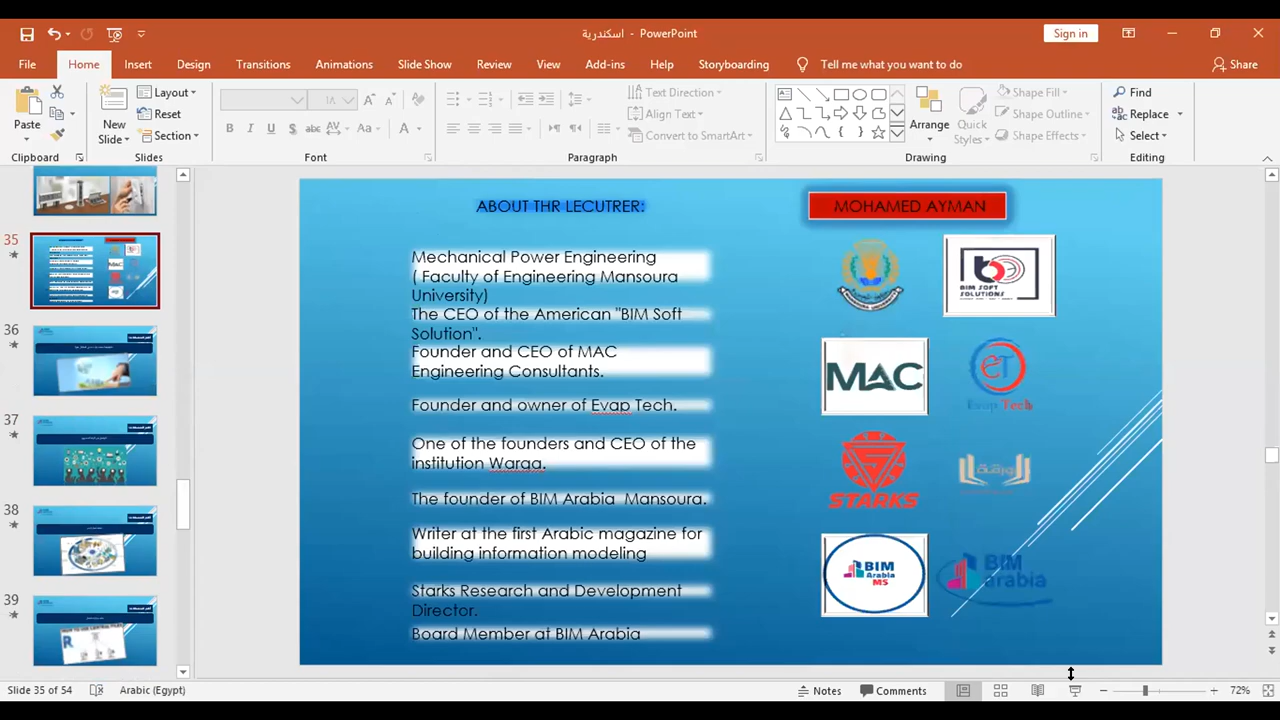 اسكندرية - PowerPoint
Sign in
File
Home
Insert
Design
Transitions
Animations
Slide Show
Review
View
Add-ins
Help
Storyboarding
Tell me what you want to do
Share
Paste
New
Slide
Layout
Reset
Section
Text Direction
Align Text
Convert to SmartArt
Arrange
Quick
Styles
Shape Fill
Shape Outline
Shape Effects
Find
Replace
Select
Clipboard
Slides
Font
Paragraph
Drawing
Editing
35
36
37
38
39
ABOUT THR LECUTRER:
MOHAMED AYMAN
Mechanical Power Engineering
( Faculty of Engineering Mansoura
University)
The CEO of the American "BIM Soft
Solution".
Founder and CEO of MAC
Engineering Consultants.
Founder and owner of Evap Tech.
One of the founders and CEO of the
institution Warqa.
The founder of BIM Arabia Mansoura.
Writer at the first Arabic magazine for
building information modeling
Starks Research and Development
Director.
Board Member at BIM Arabia
BIM SOFT
SOLUTIONS
MAC
ET
Evap Tech
STARKS
الورقة
BIM
Arabia
MS
BIM
arabia
Slide 35 of 54
Arabic (Egypt)
Notes
Comments
72%